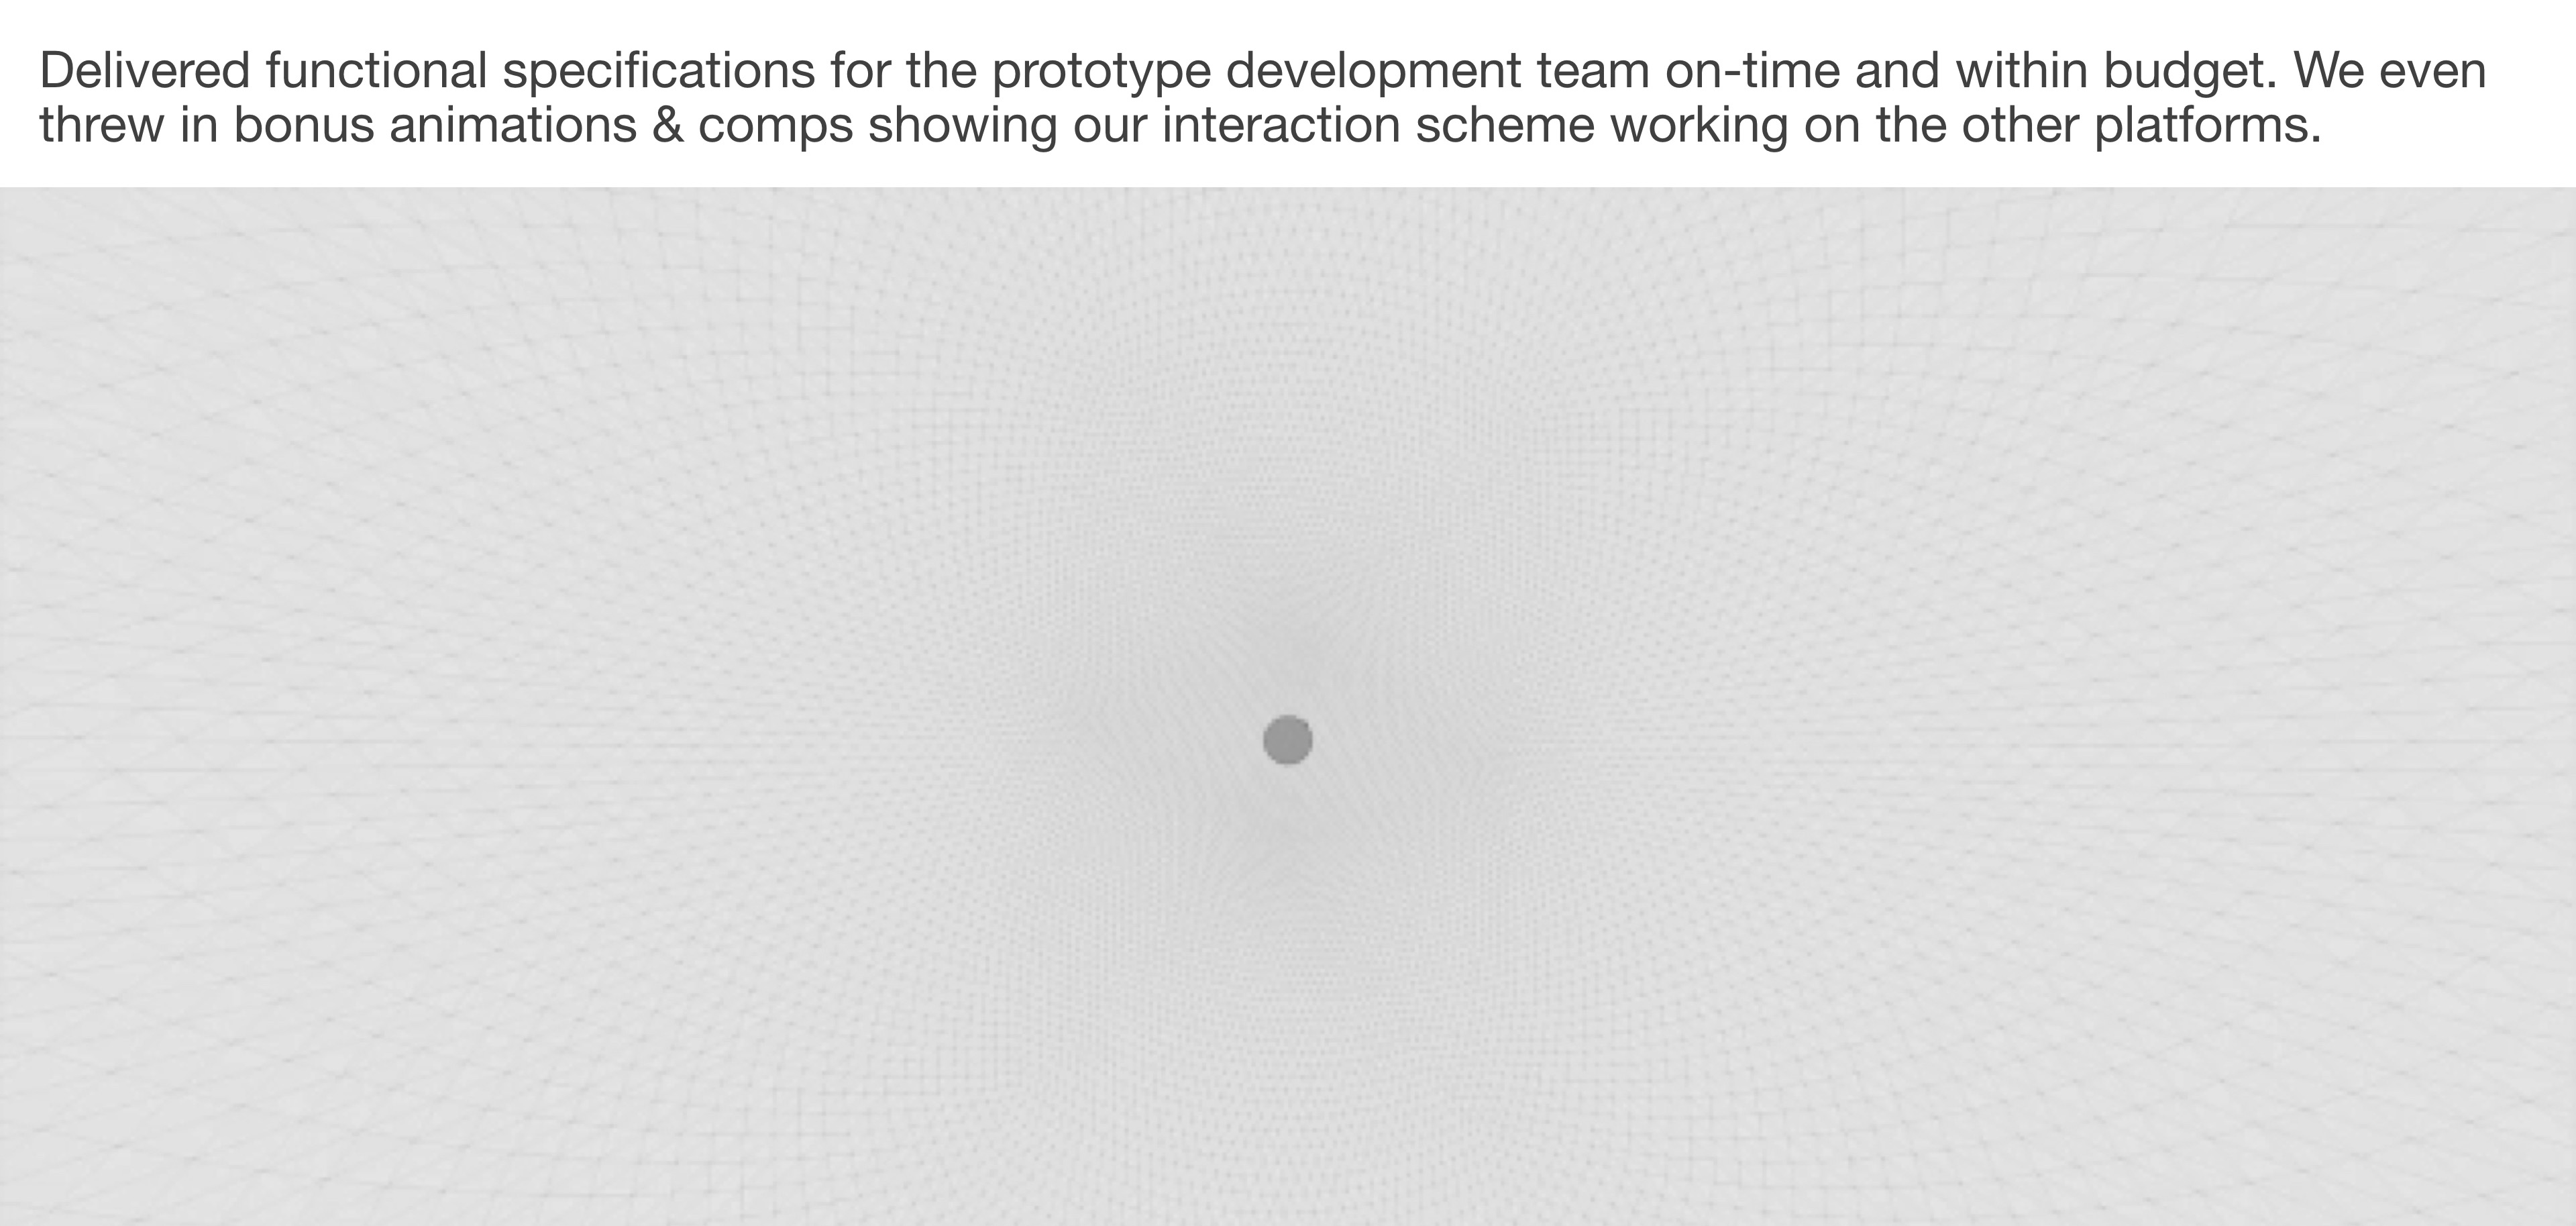 Delivered functional specifications for the prototype development team on-time and within budget. We even
threw in bonus animations & comps showing our interaction scheme working on the other platforms.